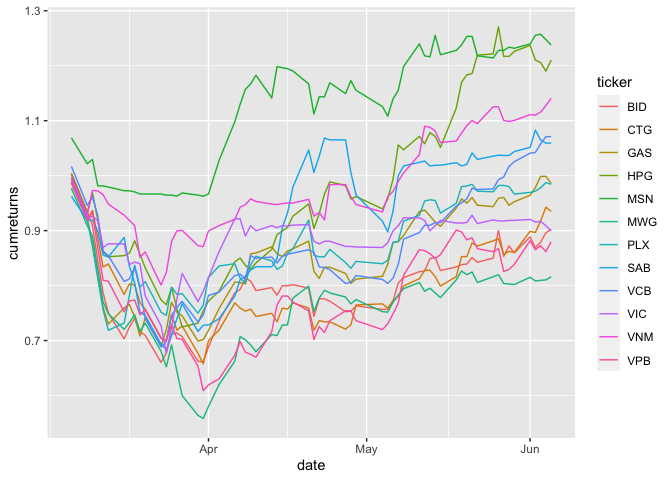 1.3
1.1
0.9
0.7
cumreturns
Apr
May
Jun
date
ticker
BID
CTG
GAS
HPG
MSN
MWG
PLX
SAB
VCB
VIC
VNM
VPB